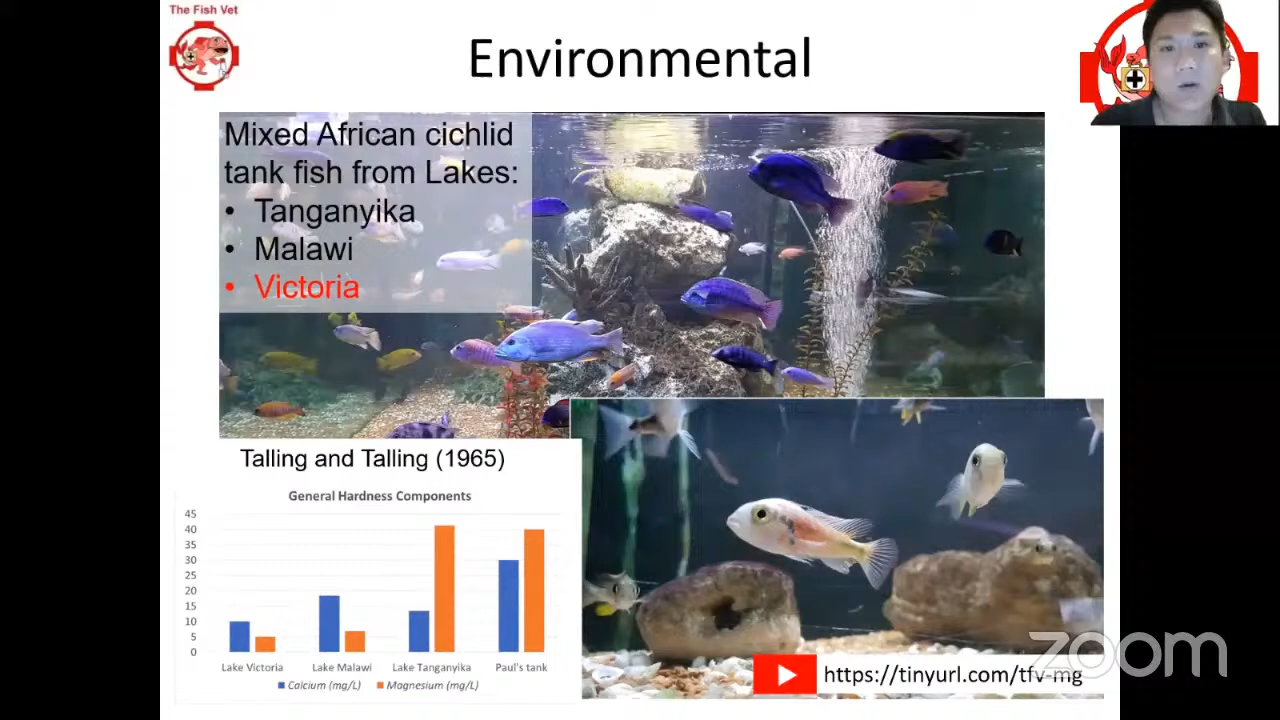 The Fish Vet
Environmental
Mixed African cichlid
tank fish from Lakes:
• Tanganyika
• Malawi
• Victoria
Talling and Talling (1965)
General Hardness Components
45
40
35
30
25
20
15
10
5
0
Lake Victoria Lake Malawi Lake Tanganyika Paul's tank
Calcium (mg/L) Magnesium (mg/L)
https://tinyurl.com/tfv-mg
zoom